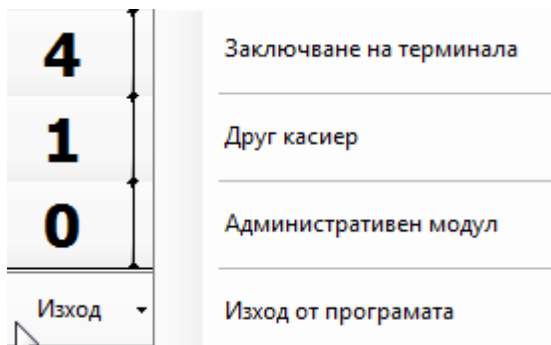 4
Заключване на терминала
1
Друг касиер
0
Административен модул
Изход
Изход от програмата